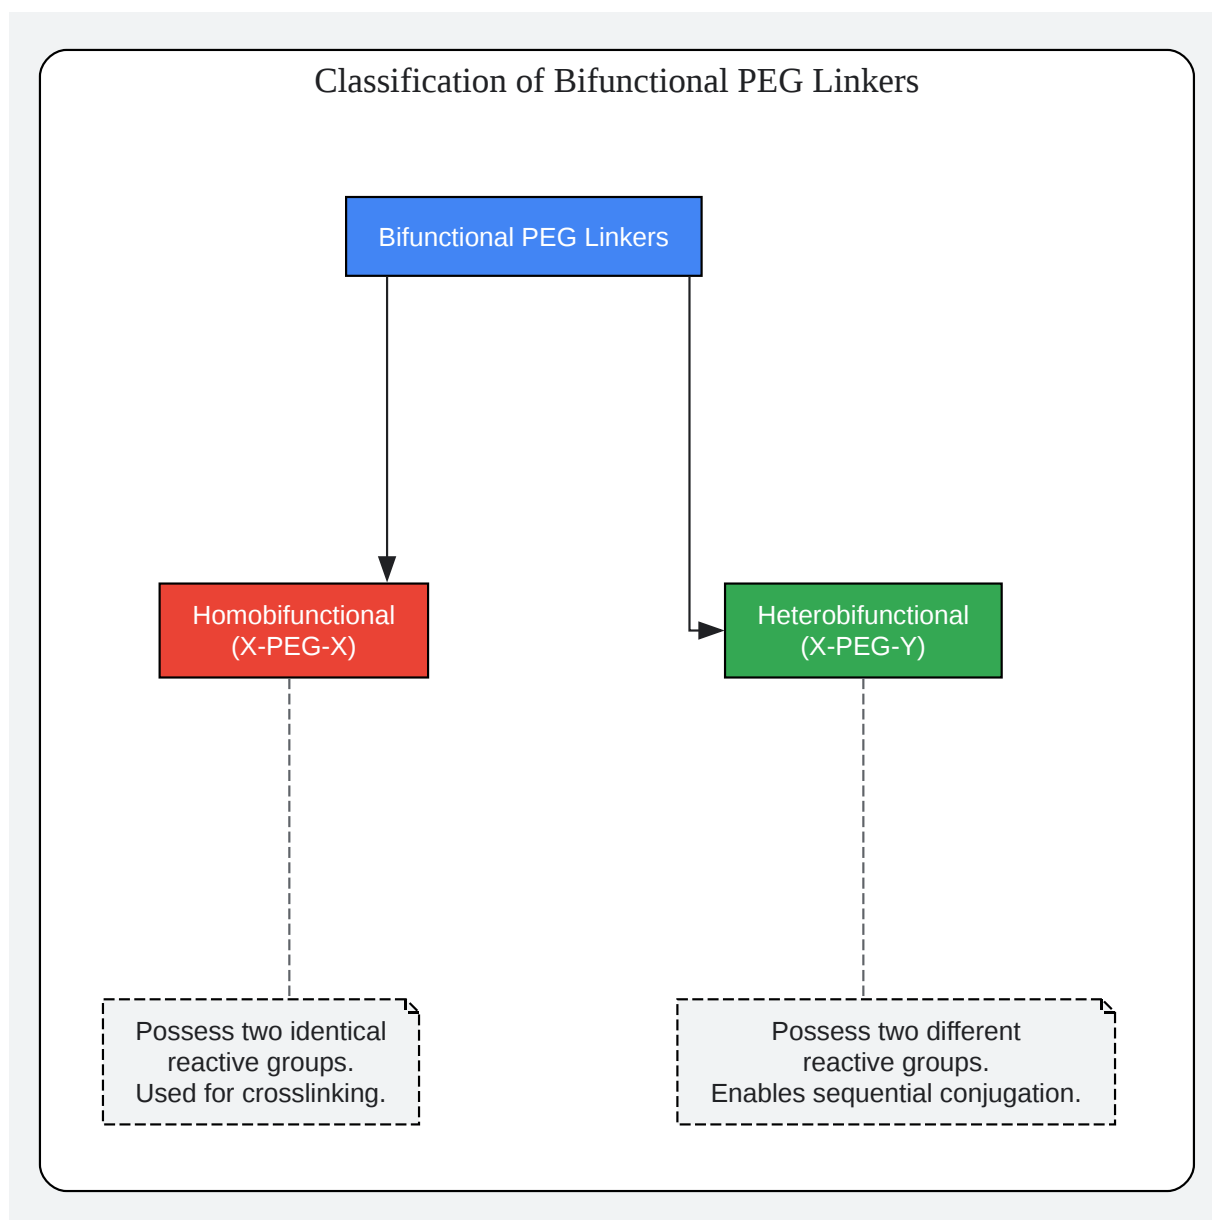 Classification of Bifunctional PEG Linkers
Bifunctional PEG Linkers
Homobifunctional
(X-PEG-X)
Heterobifunctional
(X-PEG-Y)
Possess two identical
reactive groups.
Used for crosslinking.
Possess two different
reactive groups.
Enables sequential conjugation.